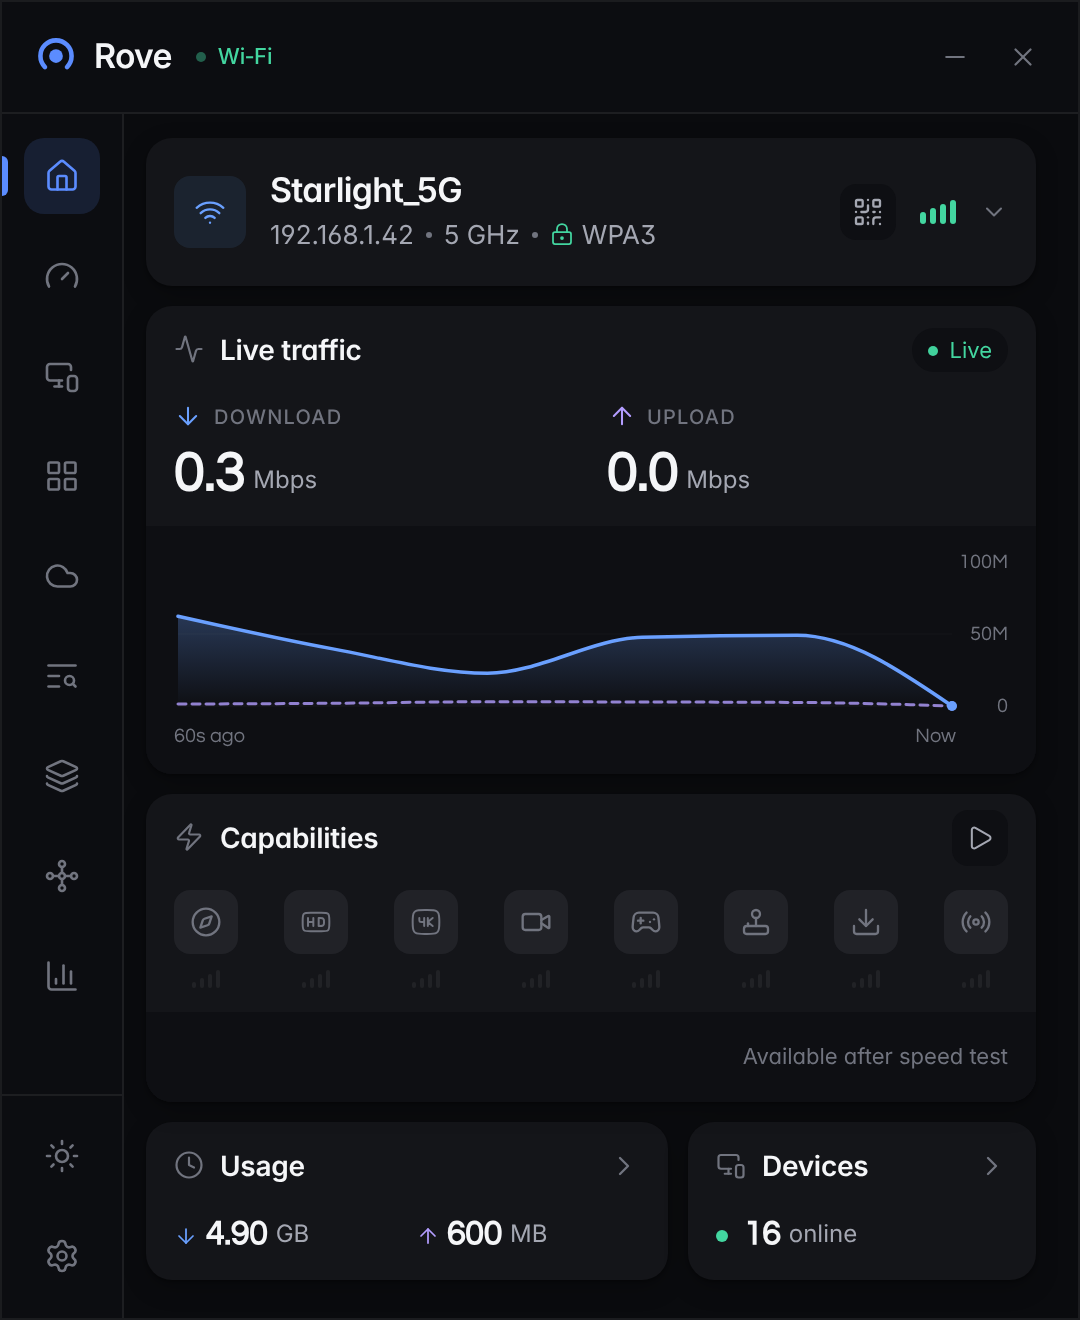 Rove
Wi-Fi
Starlight_5G
192.168.1.42 • 5 GHz • WPA3
Live traffic
Live
DOWNLOAD
UPLOAD
0.3 Mbps
0.0 Mbps
100M
50M
0
60s ago
Now
Capabilities
HD
4K
Available after speed test
Usage
Devices
4.90 GB
600 MB
16 online